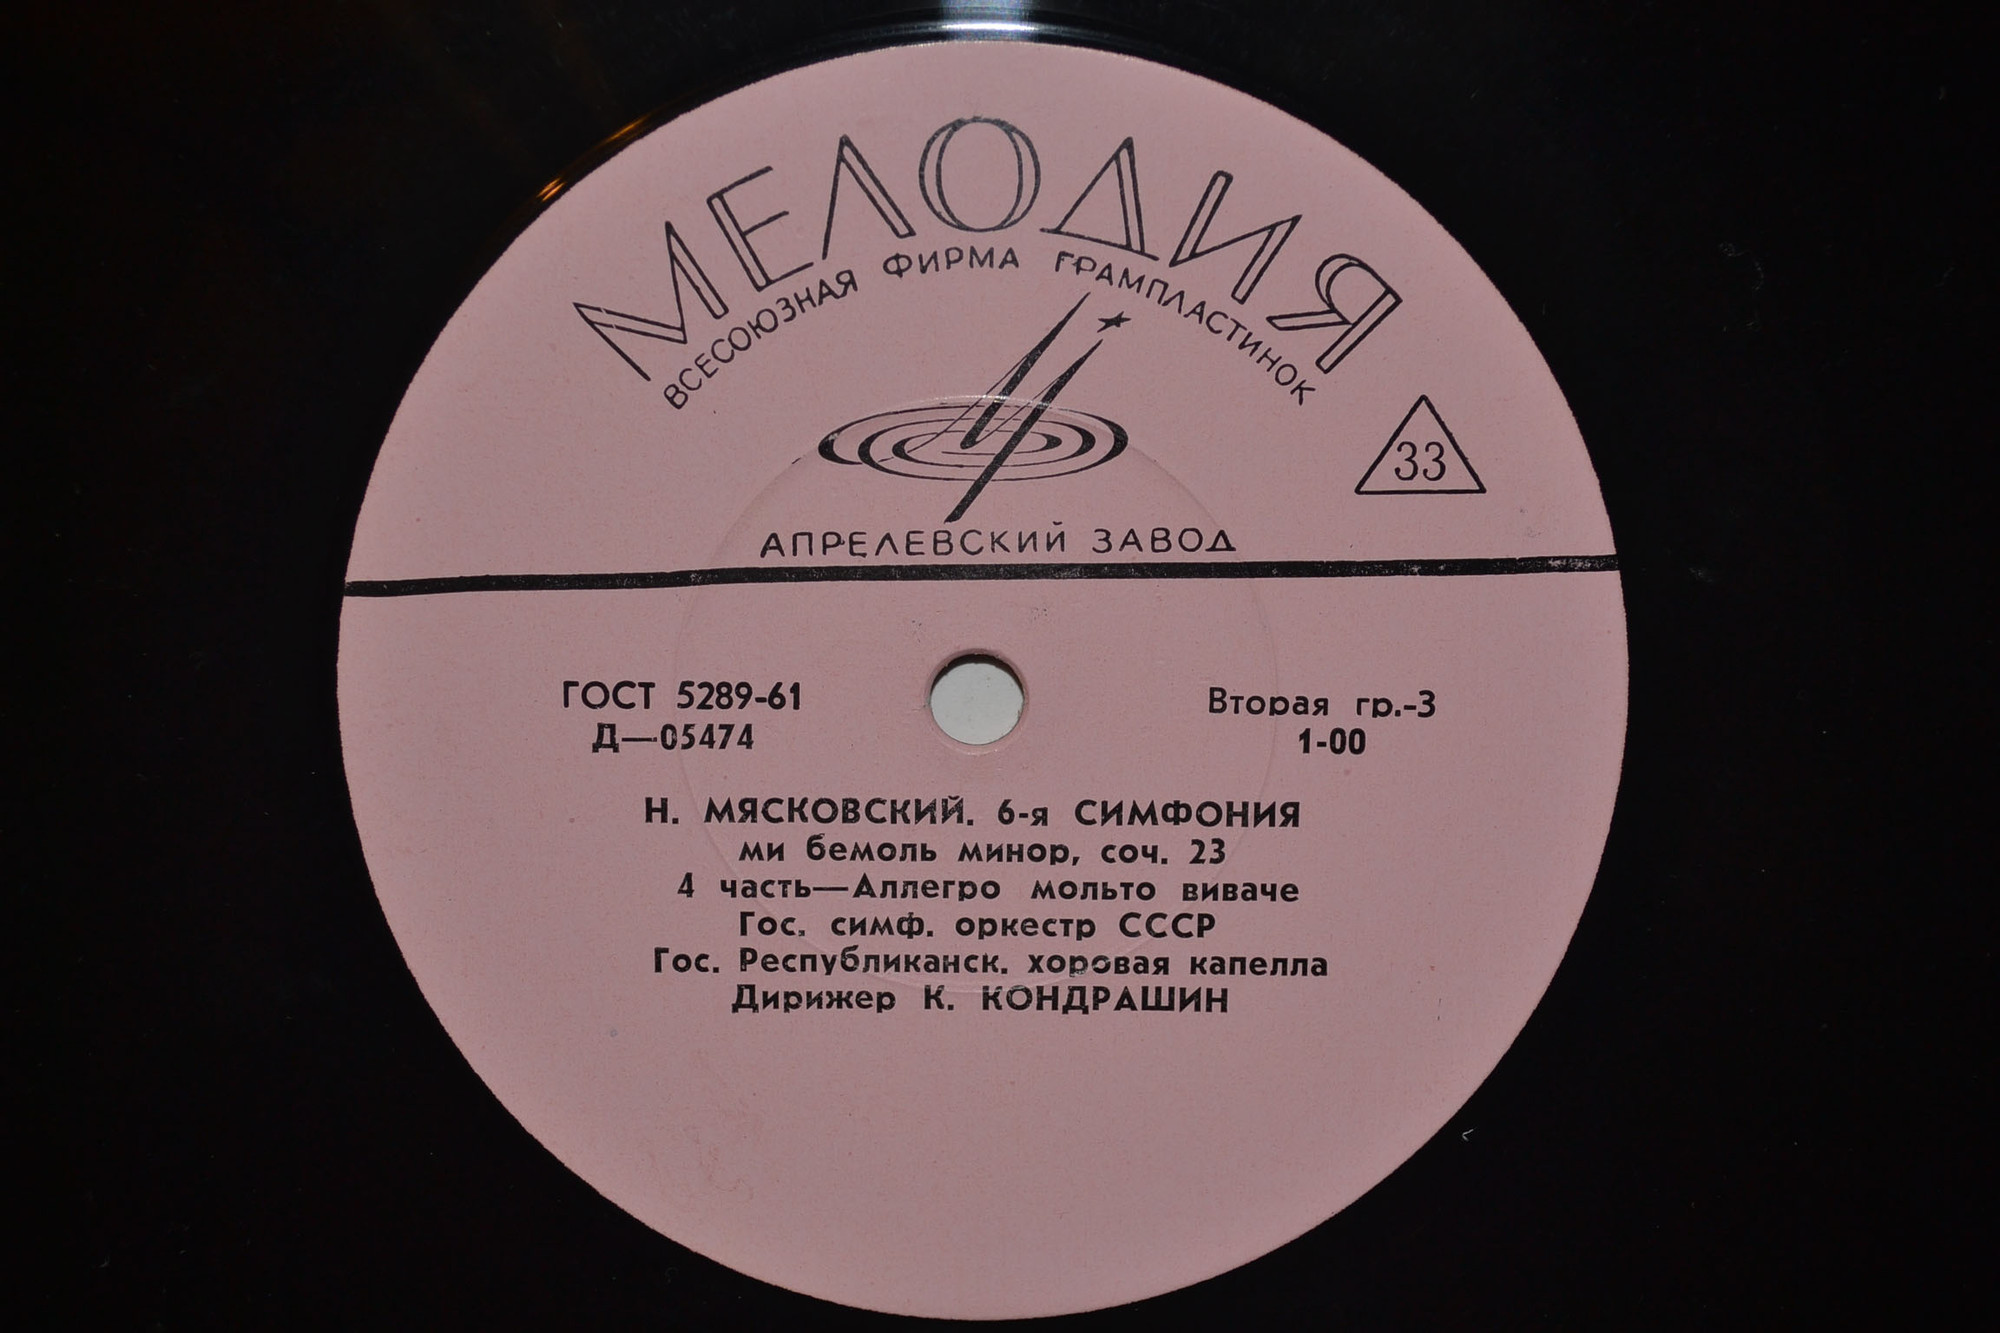 МЕЛОДИЯ
ВСЕСОЮЗНАЯ ФИРМА ГРАМПЛАСТИНОК
33
АПРЕЛЕВСКИЙ ЗАВОД
ГОСТ 5289-61
Д—05474
Вторая гр.-3
1-00
Н. МЯСКОВСКИЙ. 6-я СИМФОНИЯ
ми бемоль минор, соч. 23
4 часть—Аллегро мольто виваче
Гос. симф. оркестр СССР
Гос. Республиканск. хоровая капелла
Дирижер К. КОНДРАШИН